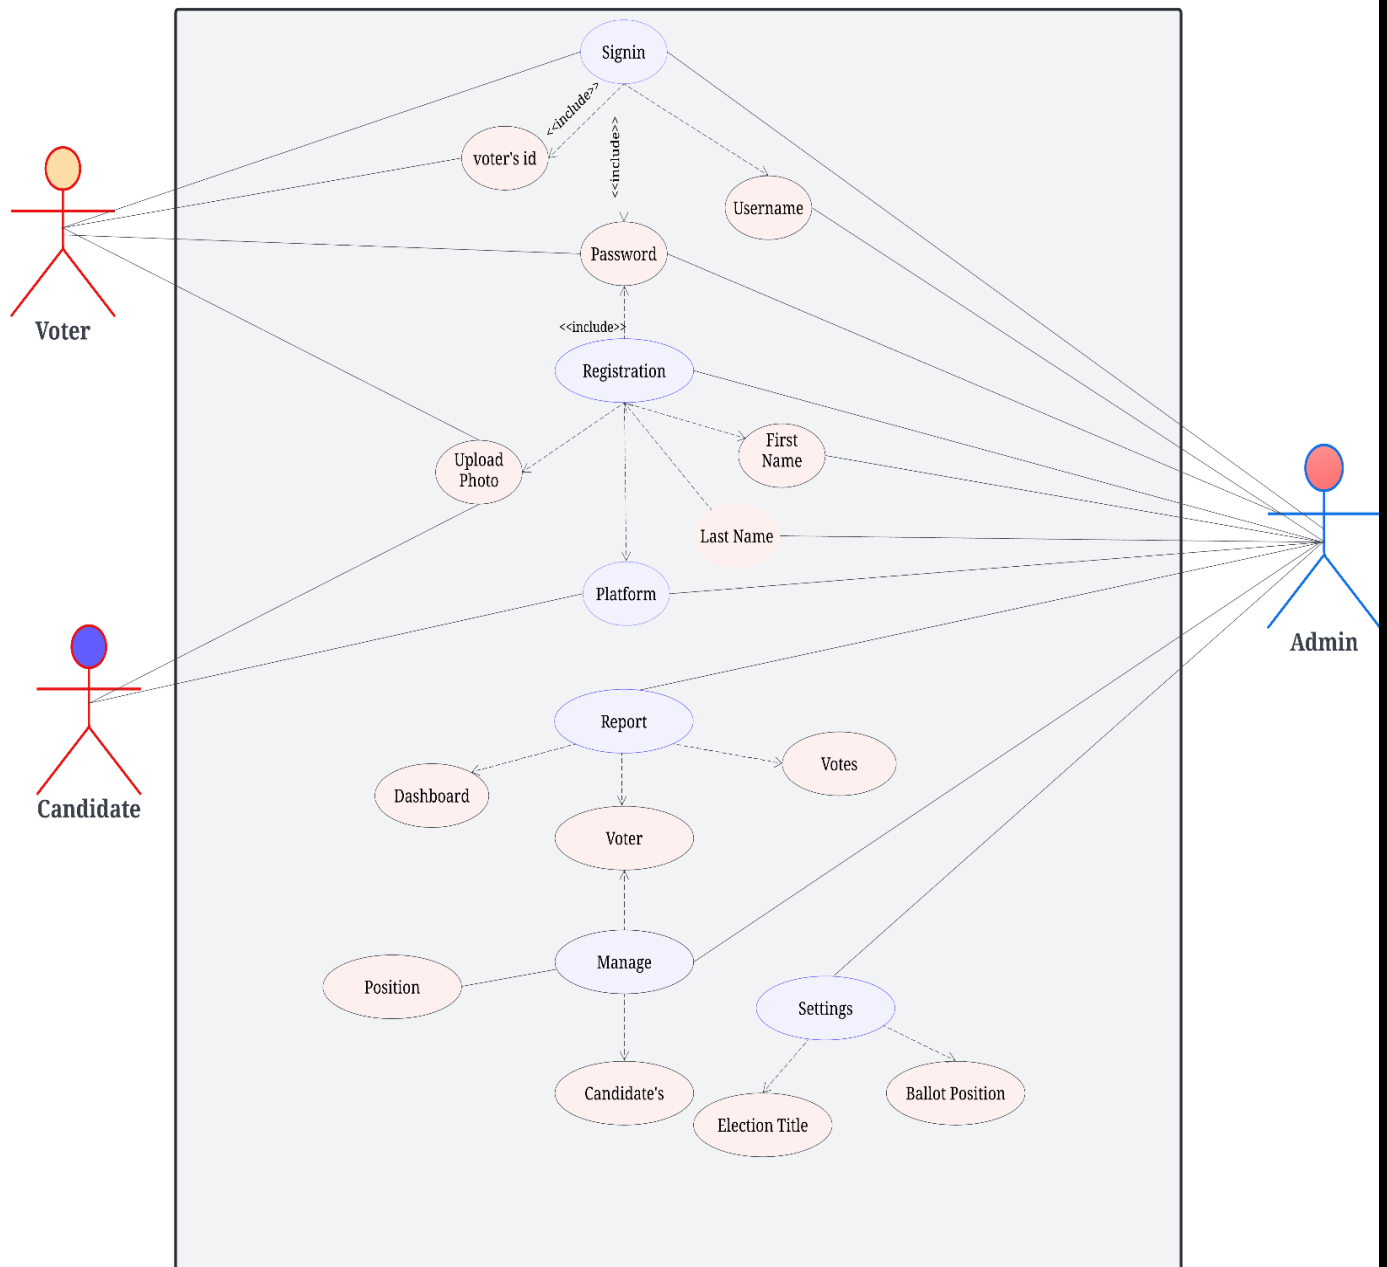 Signin
<<include>>
<<include>>
voter's id
Username
Password
Voter
<<include>>
Registration
First
Name
Upload
Photo
Last Name
Platform
Admin
Report
Votes
Dashboard
Candidate
Voter
Manage
Position
Settings
Candidate's
Ballot Position
Election Title